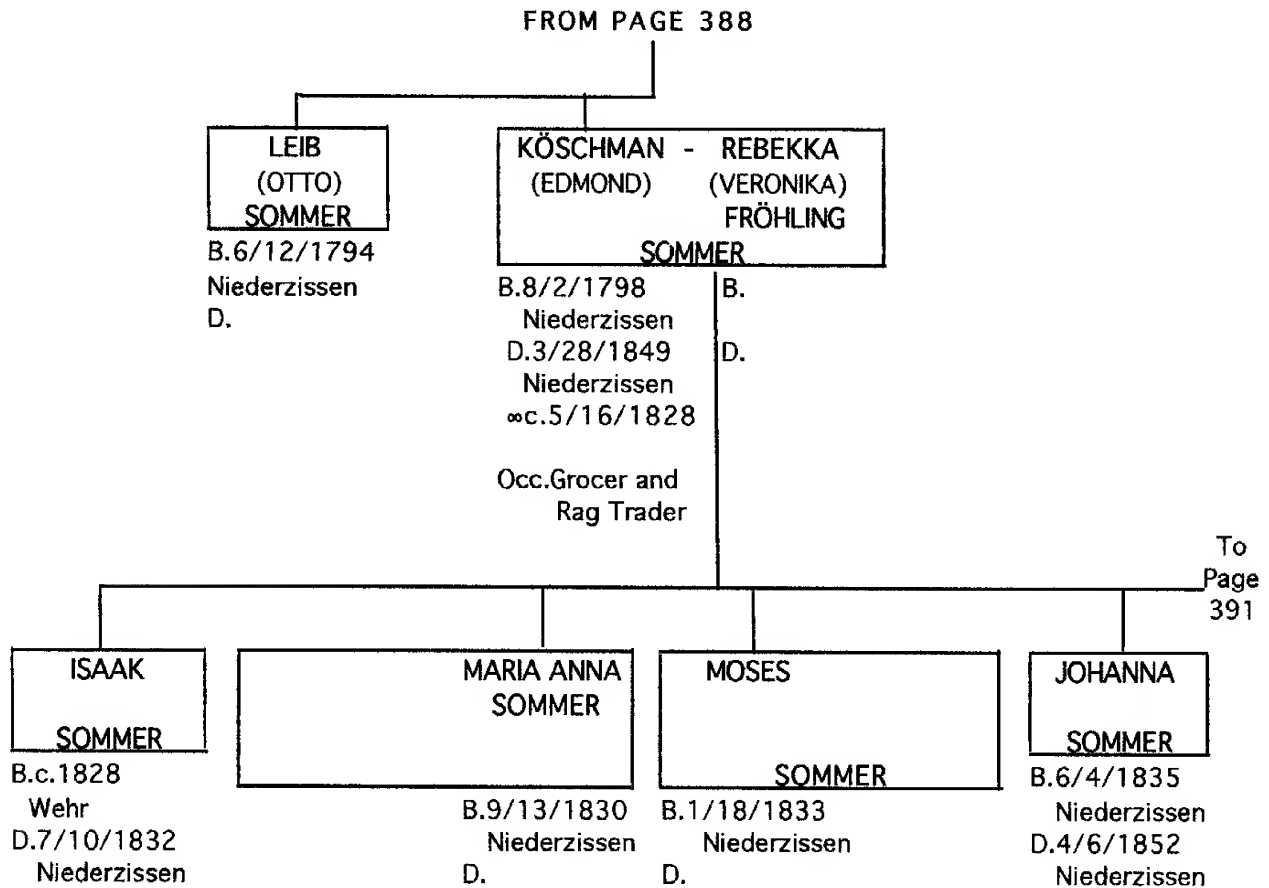 FROM PAGE 388
LEIB
(OTTO)
SOMMER
B.6/12/1794
Niederzissen
D.
KÖSCHMAN - REBEKKA
(EDMOND) (VERONIKA)
FRÖHLING
SOMMER
B.8/2/1798 B.
Niederzissen
D.3/28/1849 D.
Niederzissen
∞c.5/16/1828
Occ.Grocer and
Rag Trader
To
Page
391
ISAAK
SOMMER
B.c.1828
Wehr
D.7/10/1832
Niederzissen
MARIA ANNA
SOMMER
B.9/13/1830
Niederzissen
D.
MOSES
SOMMER
B.1/18/1833
Niederzissen
D.
JOHANNA
SOMMER
B.6/4/1835
Niederzissen
D.4/6/1852
Niederzissen